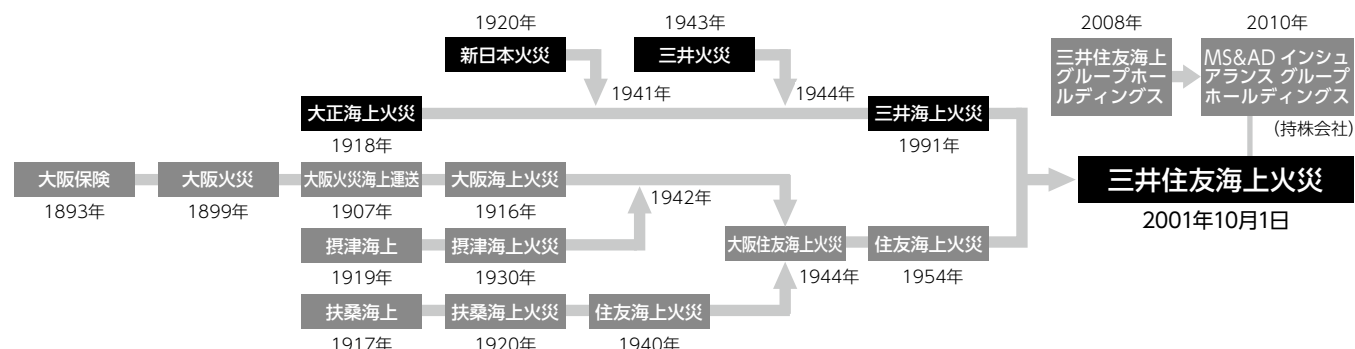 1920年
1943年
2008年
2010年
新日本火災
三井火災
三井住友海上
グループホー
ルディングス
MS&AD インシュ
アランス グループ
ホールディングス
1941年
1944年
(持株会社)
大正海上火災
三井海上火災
1918年
1991年
大阪保険
大阪火災
大阪火災海上運送
大阪海上火災
三井住友海上火災
1893年
1899年
1907年
1916年
1942年
2001年10月1日
摂津海上
摂津海上火災
大阪住友海上火災
住友海上火災
1919年
1930年
1944年
1954年
扶桑海上
扶桑海上火災
住友海上火災
1917年
1920年
1940年